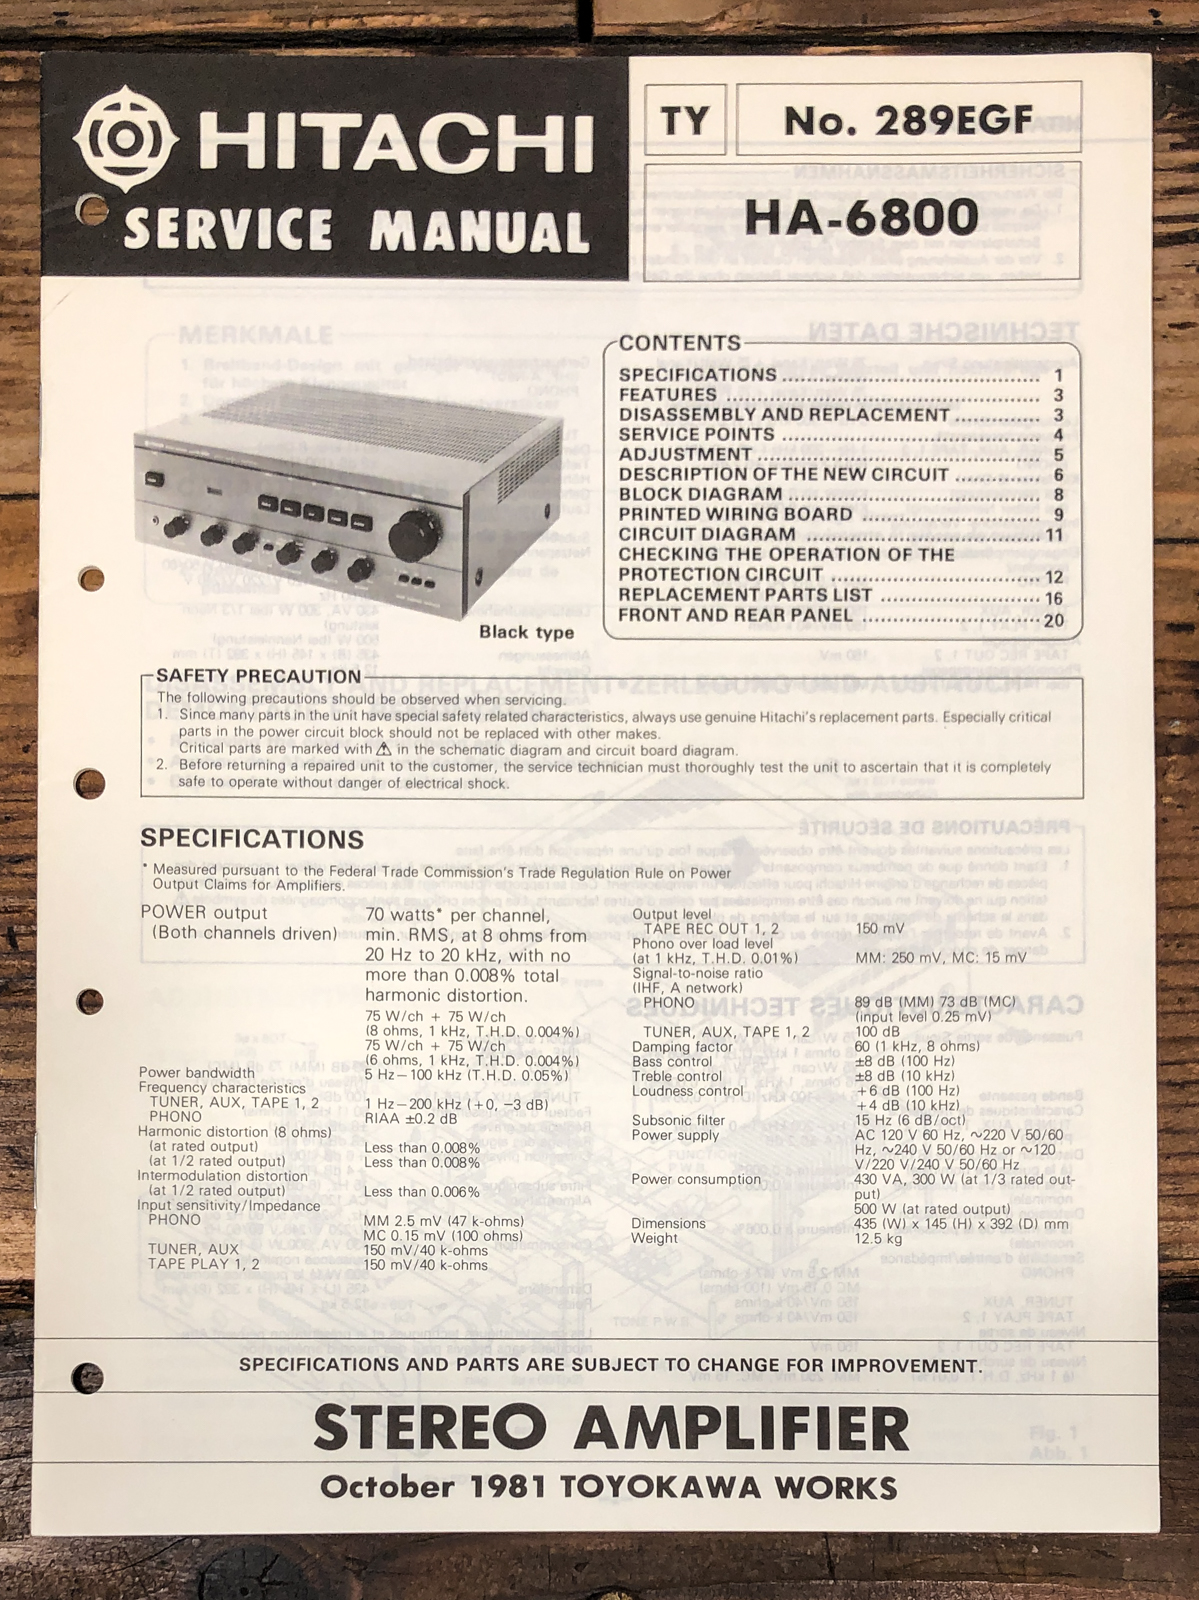 HITACHI
SERVICE MANUAL
TY
No. 289EGF
HA-6800
Black type
CONTENTS
SPECIFICATIONS 1
FEATURES 3
DISASSEMBLY AND REPLACEMENT 3
SERVICE POINTS 4
ADJUSTMENT 5
DESCRIPTION OF THE NEW CIRCUIT 6
BLOCK DIAGRAM 8
PRINTED WIRING BOARD 9
CIRCUIT DIAGRAM 11
CHECKING THE OPERATION OF THE
PROTECTION CIRCUIT 12
REPLACEMENT PARTS LIST 16
FRONT AND REAR PANEL 20
SAFETY PRECAUTION
The following precautions should be observed when servicing.
1. Since many parts in the unit have special safety related characteristics, always use genuine Hitachi's replacement parts. Especially critical
parts in the power circuit block should not be replaced with other makes.
Critical parts are marked with ⚠ in the schematic diagram and circuit board diagram.
2. Before returning a repaired unit to the customer, the service technician must thoroughly test the unit to ascertain that it is completely
safe to operate without danger of electrical shock.
SPECIFICATIONS
* Measured pursuant to the Federal Trade Commission's Trade Regulation Rule on Power
Output Claims for Amplifiers.
POWER output 70 watts* per channel,
(Both channels driven) min. RMS, at 8 ohms from
20 Hz to 20 kHz, with no
more than 0.008% total
harmonic distortion.
75 W/ch + 75 W/ch
(8 ohms, 1 kHz, T.H.D. 0.004%)
75 W/ch + 75 W/ch
(6 ohms, 1 kHz, T.H.D. 0.004%)
Power bandwidth 5 Hz–100 kHz (T.H.D. 0.05%)
Frequency characteristics
TUNER, AUX, TAPE 1, 2 1 Hz–200 kHz (+0, –3 dB)
PHONO RIAA ±0.2 dB
Harmonic distortion (8 ohms)
(at rated output) Less than 0.008%
(at 1/2 rated output) Less than 0.008%
Intermodulation distortion
(at 1/2 rated output) Less than 0.006%
Input sensitivity/Impedance
PHONO MM 2.5 mV (47 k-ohms)
MC 0.15 mV (100 ohms)
TUNER, AUX 150 mV/40 k-ohms
TAPE PLAY 1, 2 150 mV/40 k-ohms
Output level
TAPE REC OUT 1, 2 150 mV
Phono over load level
(at 1 kHz, T.H.D. 0.01%) MM: 250 mV, MC: 15 mV
Signal-to-noise ratio
(IHF, A network)
PHONO 89 dB (MM) 73 dB (MC)
(input level 0.25 mV)
TUNER, AUX, TAPE 1, 2 100 dB
Damping factor 60 (1 kHz, 8 ohms)
Bass control ±8 dB (100 Hz)
Treble control ±8 dB (10 kHz)
Loudness control +6 dB (100 Hz)
+4 dB (10 kHz)
Subsonic filter 15 Hz (6 dB/oct)
Power supply AC 120 V 60 Hz, ~220 V 50/60
Hz, ~240 V 50/60 Hz or ~120
V/220 V/240 V 50/60 Hz
Power consumption 430 VA, 300 W (at 1/3 rated out-
put)
500 W (at rated output)
Dimensions 435 (W) x 145 (H) x 392 (D) mm
Weight 12.5 kg
SPECIFICATIONS AND PARTS ARE SUBJECT TO CHANGE FOR IMPROVEMENT.
STEREO AMPLIFIER
October 1981 TOYOKAWA WORKS